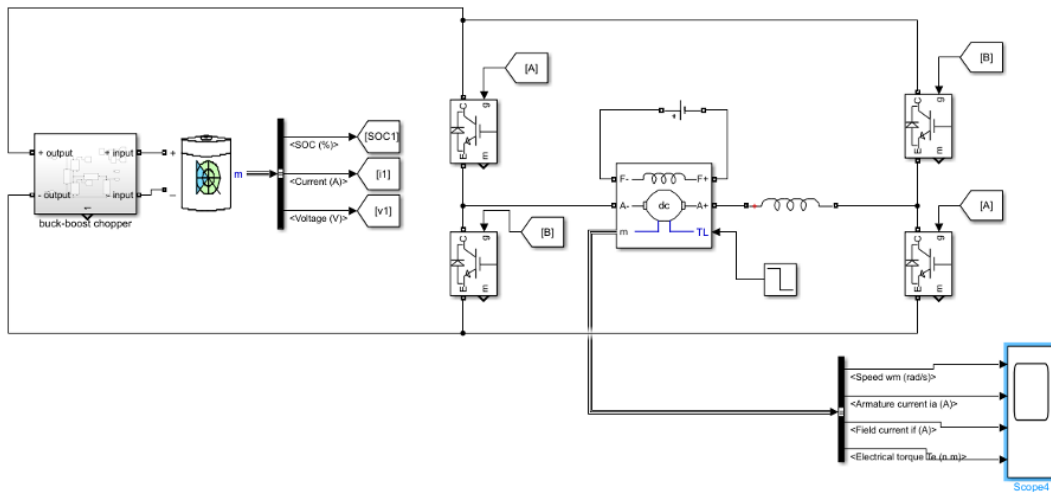 [A]
[B]
C
g
E
m
C
g
E
m
+ output
+ input
- output
- input
buck-boost chopper
+
−
m
<SOC (%)>
[SOC1]
<Current (A)>
[i1]
<Voltage (V)>
[v1]
+
F-
F+
A-
dc
A+
m
TL
[B]
[A]
C
g
E
m
C
g
E
m
<Speed wm (rad/s)>
<Armature current ia (A)>
<Field current if (A)>
<Electrical torque Te (n m)>
Scope4